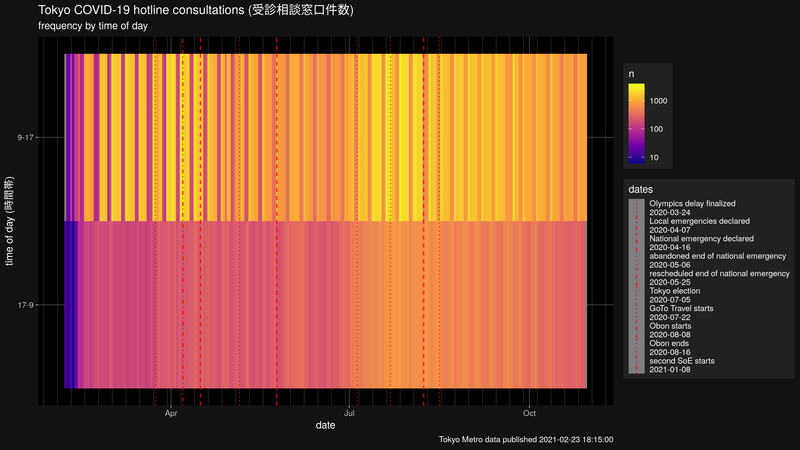 Tokyo COVID-19 hotline consultations (受診相談窓口件数)
frequency by time of day
time of day (時間帯)
9-17
17-9
Apr
Jul
Oct
date
n
1000
100
10
dates
Olympics delay finalized
2020-03-24
Local emergencies declared
2020-04-07
National emergency declared
2020-04-16
abandoned end of national emergency
2020-05-06
rescheduled end of national emergency
2020-05-25
Tokyo election
2020-07-05
GoTo Travel starts
2020-07-22
Obon starts
2020-08-08
Obon ends
2020-08-16
second SoE starts
2021-01-08
Tokyo Metro data published 2021-02-23 18:15:00